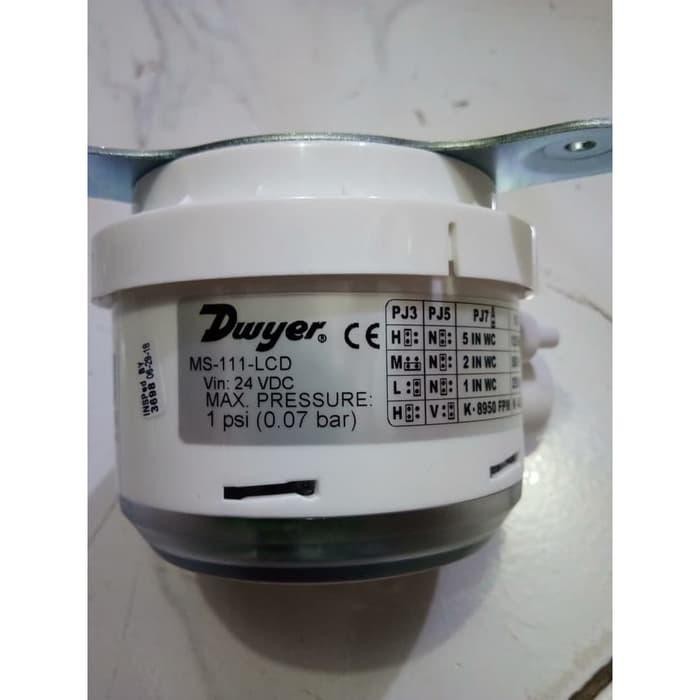 Dwyer®
CE
MS-111-LCD
Vin: 24 VDC
MAX. PRESSURE:
1 psi (0.07 bar)
INSPed BY
3698 06-29-18
PJ3 PJ5 PJ7
H N 5 IN WC
M N 2 IN WC
L N 1 IN WC
H V K·8950 FPM